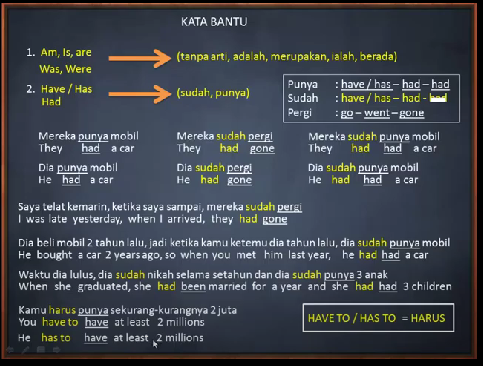 KATA BANTU
1. Am, Is, are
Was, Were
(tanpa arti, adalah, merupakan, ialah, berada)
2. Have / Has
Had
(sudah, punya)
Punya : have / has – had – had
Sudah : have / has – had - had
Pergi : go – went – gone
Mereka punya mobil
They had a car
Mereka sudah pergi
They had gone
Mereka sudah punya mobil
They had had a car
Dia punya mobil
He had a car
Dia sudah pergi
He had gone
Dia sudah punya mobil
He had had a car
Saya telat kemarin, ketika saya sampai, mereka sudah pergi
I was late yesterday, when I arrived, they had gone
Dia beli mobil 2 tahun lalu, jadi ketika kamu ketemu dia tahun lalu, dia sudah punya mobil
He bought a car 2 years ago, so when you met him last year, he had had a car
Waktu dia lulus, dia sudah nikah selama setahun dan dia sudah punya 3 anak
When she graduated, she had been married for a year and she had had 3 children
Kamu harus punya sekurang-kurangnya 2 juta
You have to have at least 2 millions
He has to have at least 2 millions
HAVE TO / HAS TO = HARUS